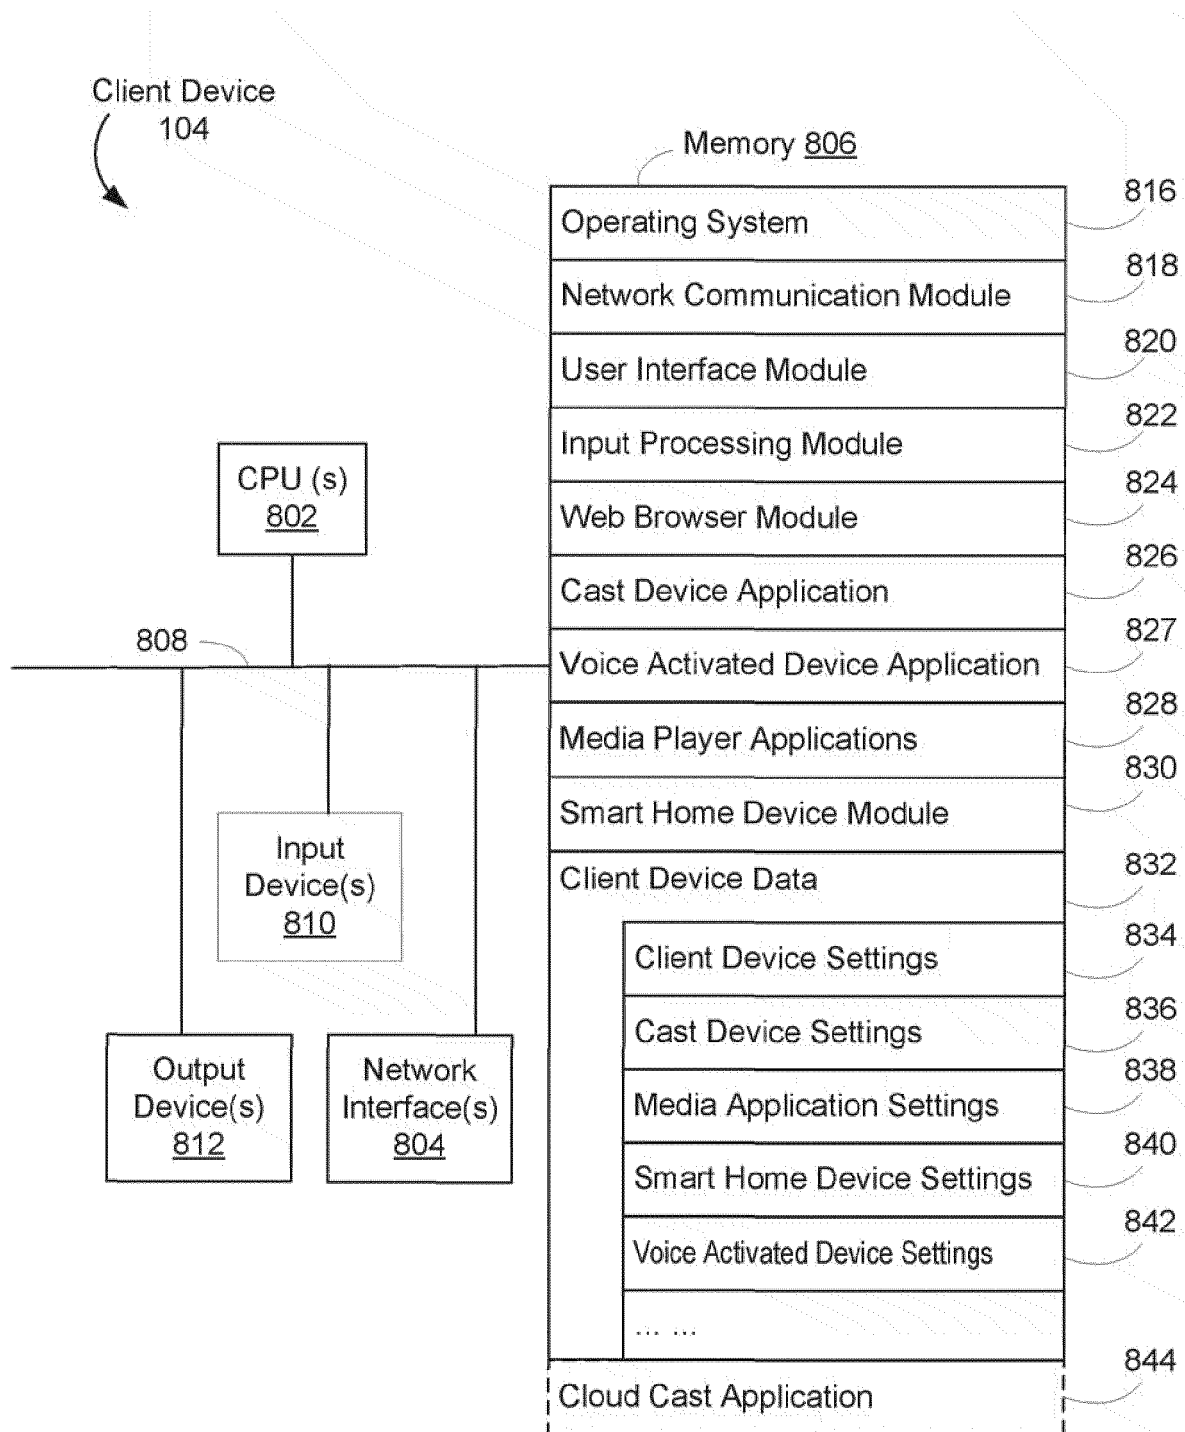 Client Device
104
Memory 806
Operating System
816
Network Communication Module
818
User Interface Module
820
Input Processing Module
822
Web Browser Module
824
Cast Device Application
826
Voice Activated Device Application
827
Media Player Applications
828
Smart Home Device Module
830
Client Device Data
832
Client Device Settings
834
Cast Device Settings
836
Media Application Settings
838
Smart Home Device Settings
840
Voice Activated Device Settings
842
... ...
Cloud Cast Application
844
CPU (s)
802
808
Input
Device(s)
810
Output
Device(s)
812
Network
Interface(s)
804